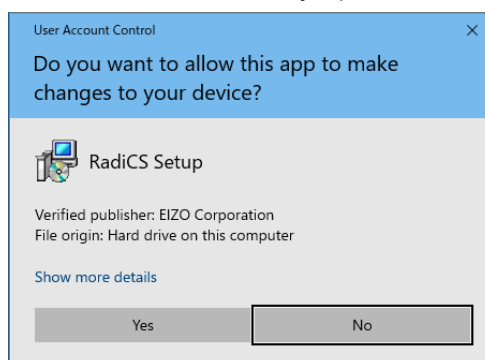 User Account Control
Do you want to allow this app to make
changes to your device?
RadiCS Setup
Verified publisher: EIZO Corporation
File origin: Hard drive on this computer
Show more details
Yes
No